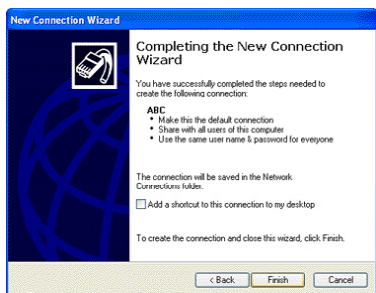 New Connection Wizard
Completing the New Connection
Wizard
You have successfully completed the steps needed to
create the following connection:
ABC
• Make this the default connection
• Share with all users of this computer
• Use the same user name & password for everyone
The connection will be saved in the Network
Connections folder.
Add a shortcut to this connection to my desktop
To create the connection and close this wizard, click Finish.
< Back
Finish
Cancel